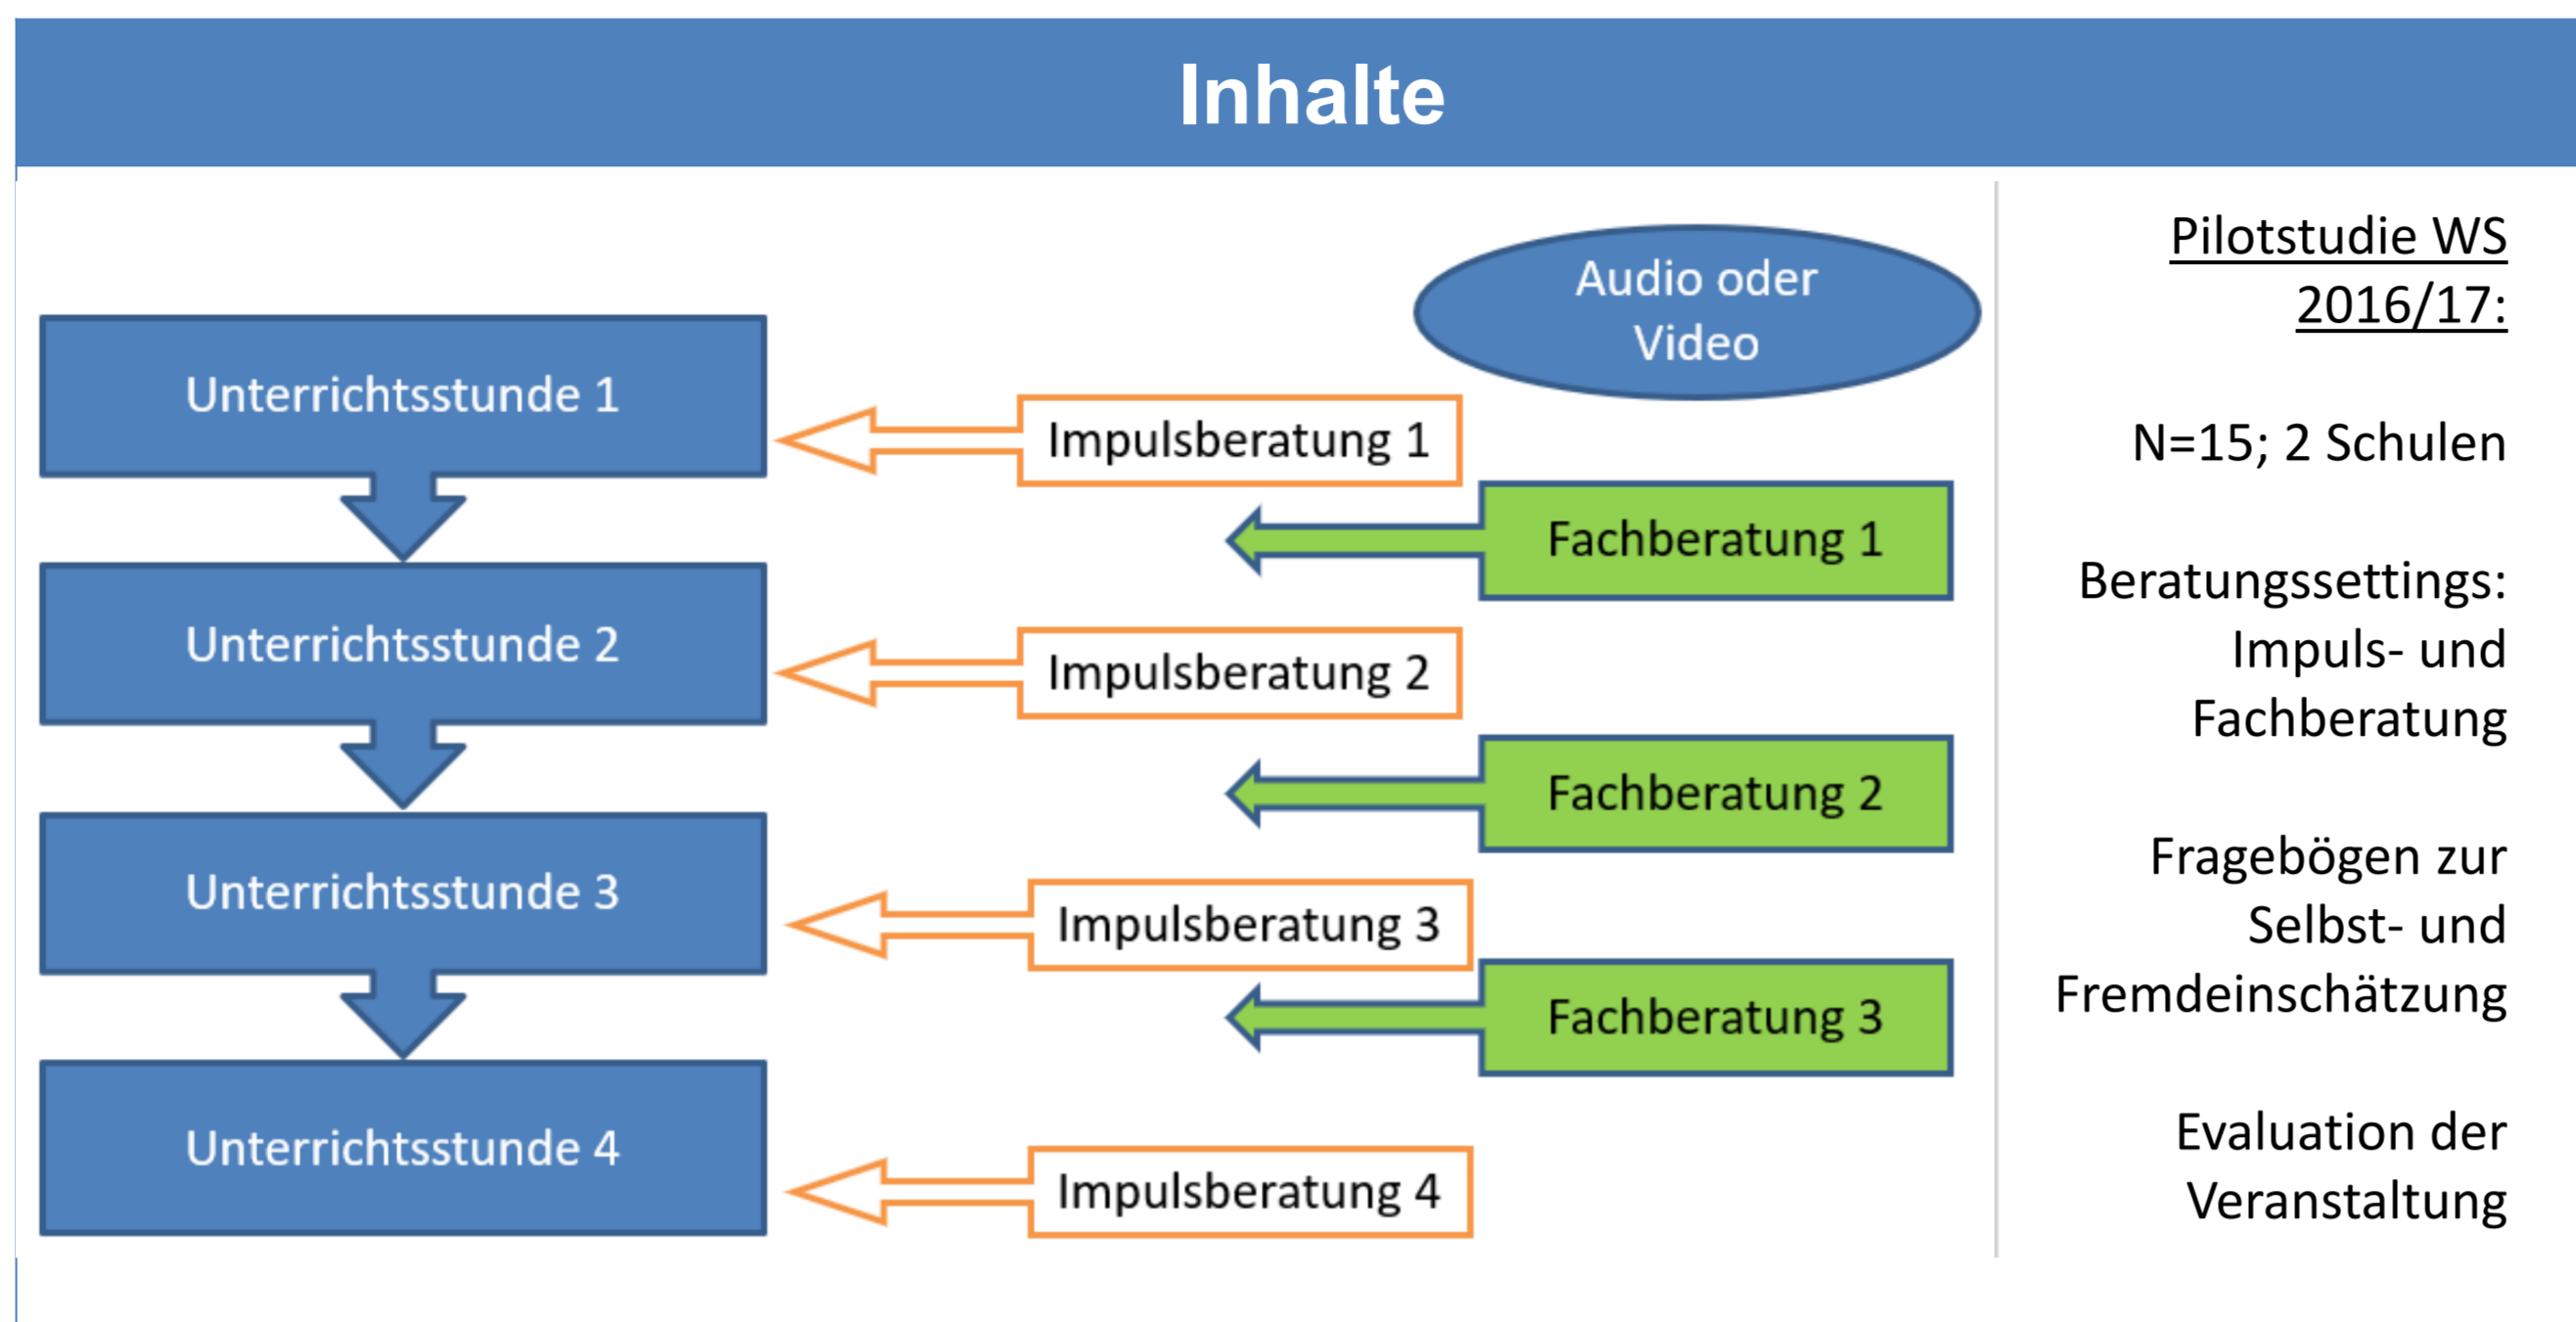 Inhalte
Audio oder
Video
Unterrichtsstunde 1
Impulsberatung 1
Fachberatung 1
Unterrichtsstunde 2
Impulsberatung 2
Fachberatung 2
Unterrichtsstunde 3
Impulsberatung 3
Fachberatung 3
Unterrichtsstunde 4
Impulsberatung 4
Pilotstudie WS
2016/17:
N=15; 2 Schulen
Beratungssettings:
Impuls- und
Fachberatung
Fragebögen zur
Selbst- und
Fremdeinschätzung
Evaluation der
Veranstaltung